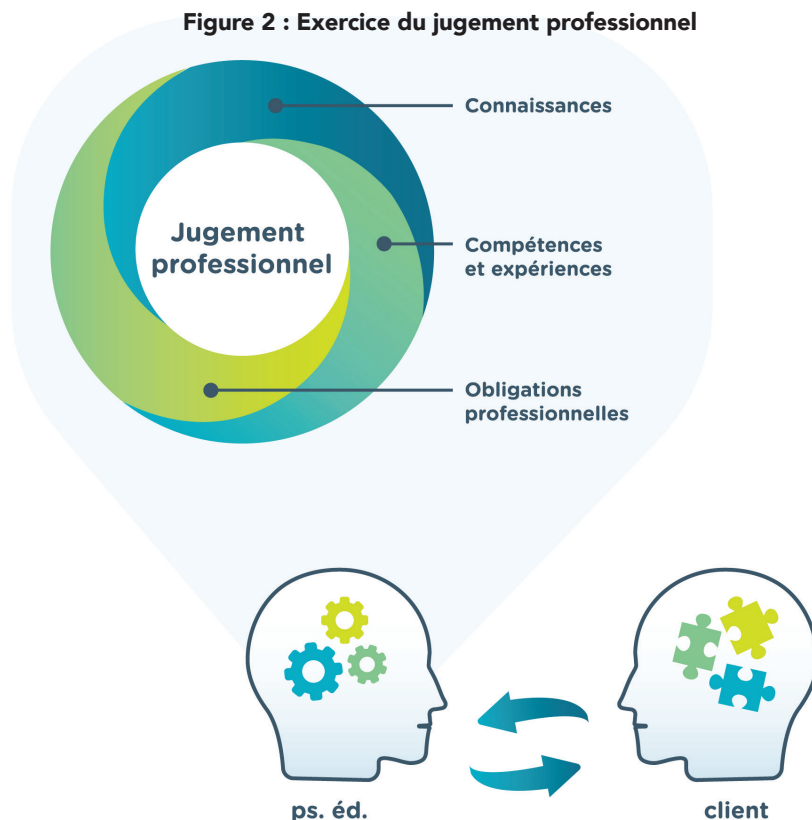 Figure 2 : Exercice du jugement professionnel
Connaissances
Jugement
professionnel
Compétences
et expériences
Obligations
professionnelles
ps. éd.
client